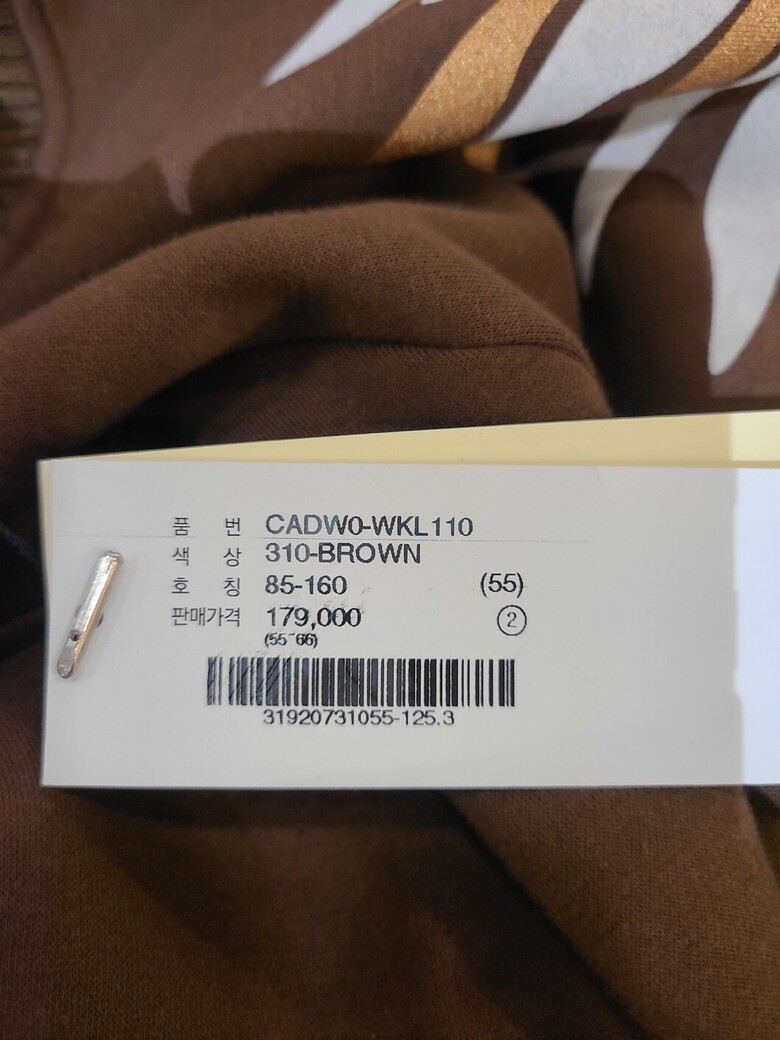 품 번 CADW0-WKL110
색 상 310-BROWN
호 칭 85-160 (55)
판매가격 179,000 ②
(55~66)
31920731055-125.3